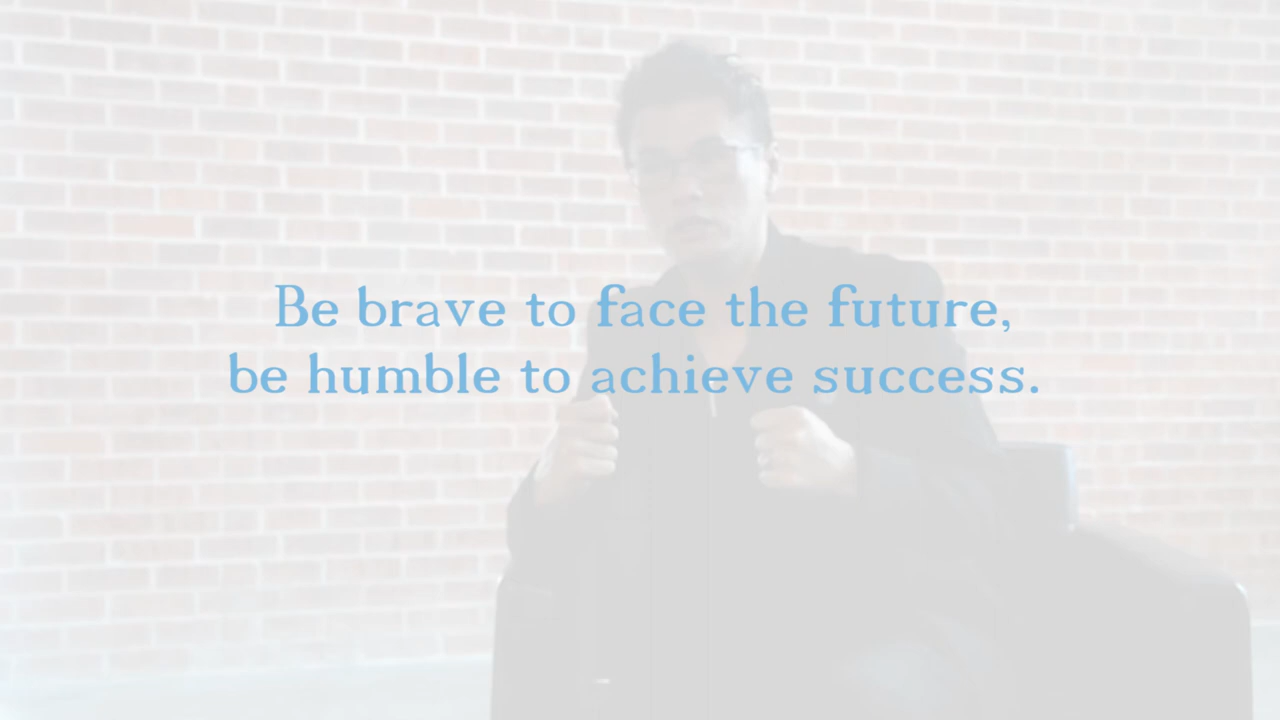 Be brave to face the future,
be humble to achieve success.